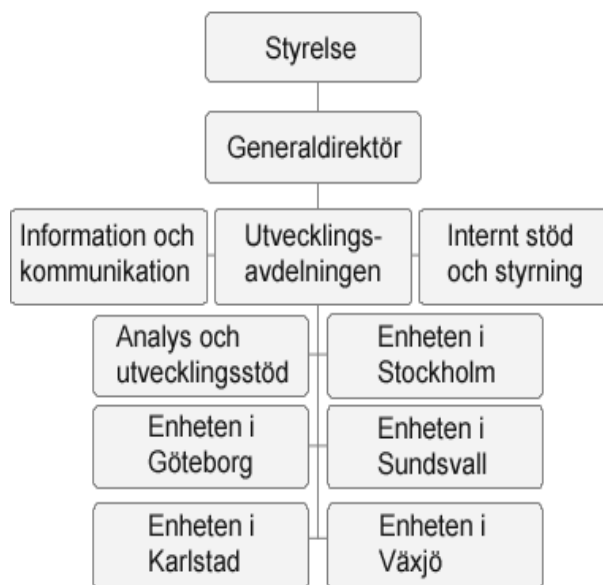 Styrelse
Generaldirektör
Information och
kommunikation
Utvecklings-
avdelningen
Internt stöd
och styrning
Analys och
utvecklingsstöd
Enheten i
Stockholm
Enheten i
Göteborg
Enheten i
Sundsvall
Enheten i
Karlstad
Enheten i
Växjö